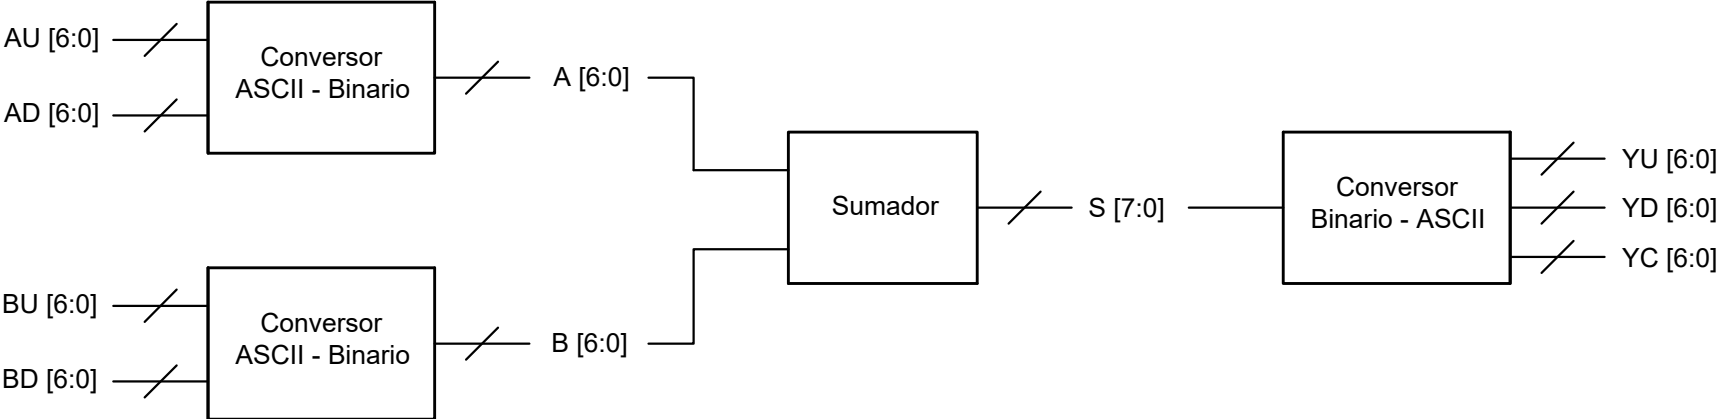 AU [6:0]
AD [6:0]
Conversor
ASCII - Binario
A [6:0]
BU [6:0]
BD [6:0]
Conversor
ASCII - Binario
B [6:0]
Sumador
S [7:0]
Conversor
Binario - ASCII
YU [6:0]
YD [6:0]
YC [6:0]